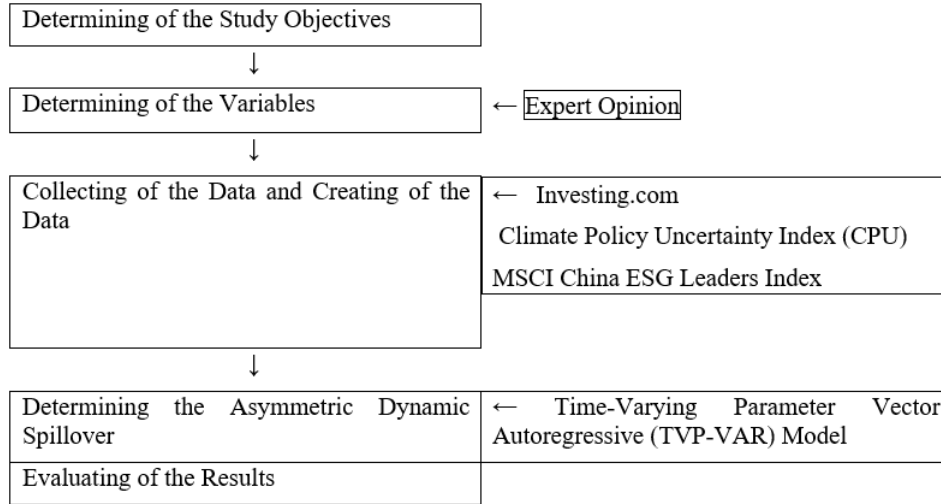 Determining of the Study Objectives
↓
Determining of the Variables
← Expert Opinion
↓
Collecting of the Data and Creating of the
Data
← Investing.com
Climate Policy Uncertainty Index (CPU)
MSCI China ESG Leaders Index
↓
Determining the Asymmetric Dynamic
Spillover
← Time-Varying Parameter Vector
Autoregressive (TVP-VAR) Model
Evaluating of the Results